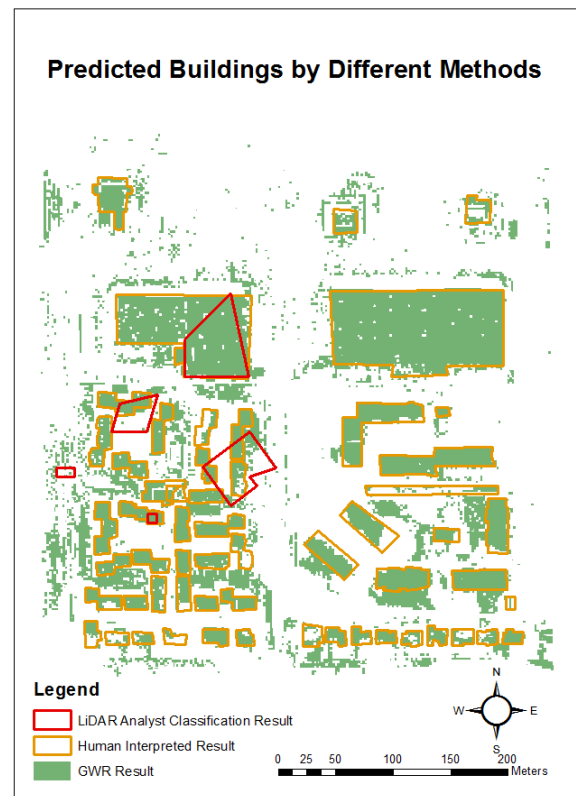 Predicted Buildings by Different Methods
Legend
LiDAR Analyst Classification Result
Human Interpreted Result
GWR Result
N
W E
S
0 25 50 100 150 200
Meters